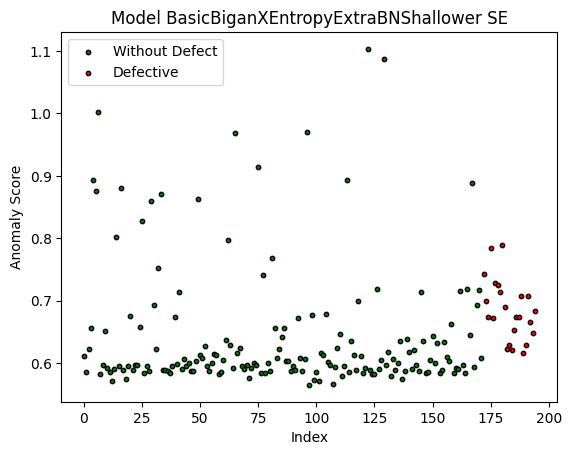 Model BasicBiganXEntropyExtraBNShallower SE
Without Defect
Defective
1.1
1.0
0.9
0.8
0.7
0.6
Anomaly Score
0 25 50 75 100 125 150 175 200
Index